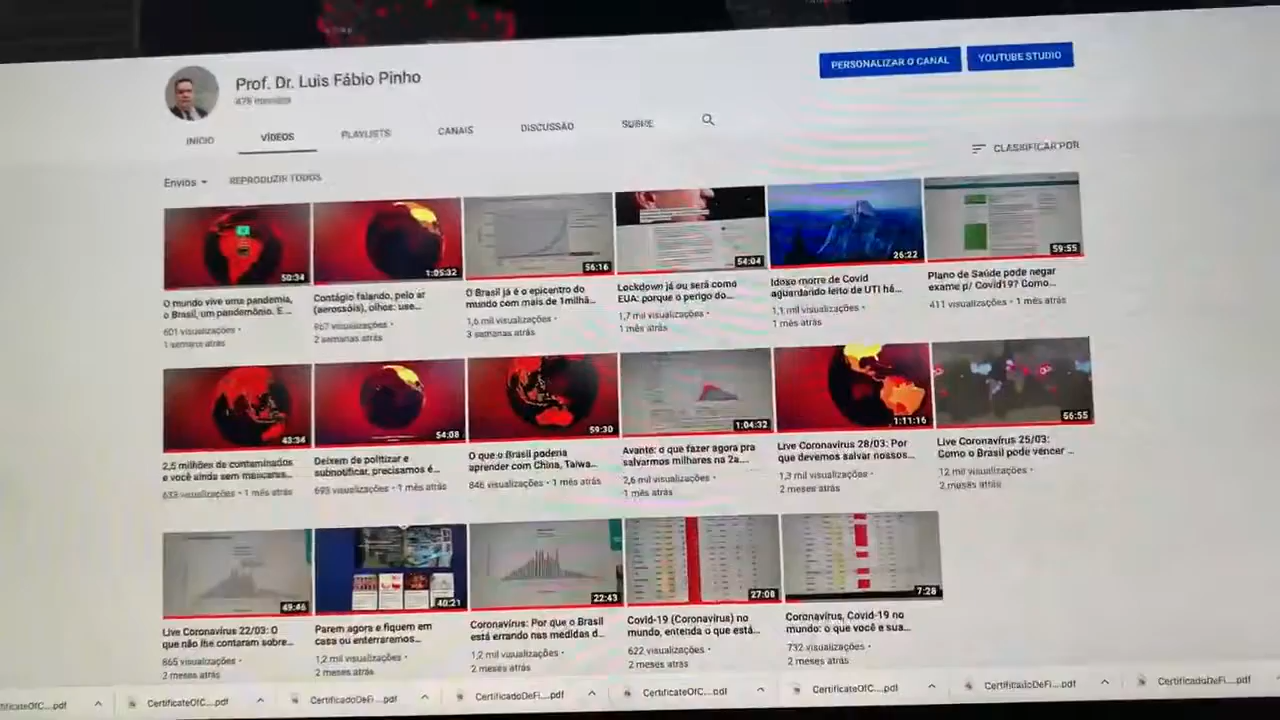 Prof. Dr. Luis Fábio Pinho
PERSONALIZAR O CANAL
YOUTUBE STUDIO
INÍCIO
VÍDEOS
PLAYLISTS
CANAIS
DISCUSSÃO
SOBRE
CLASSIFICAR POR
Envios
REPRODUZIR TODOS
50:34
1:05:32
56:16
54:04
26:22
59:55
O mundo vive uma pandemia,
o Brasil, um pandemônio. E...
601 visualizações •
1 semana atrás
Contágio falando, pelo ar
(aerossóis), olhos: use...
visualizações •
2 semanas atrás
O Brasil já é o epicentro do
mundo com mais de 1milhã...
1,6 mil visualizações •
3 semanas atrás
Lockdown já ou será como
EUA: porque o perigo do...
1,7 mil visualizações •
1 mês atrás
Idoso morre de Covid
aguardando leito de UTI há...
1,1 mil visualizações •
1 mês atrás
Plano de Saúde pode negar
exame p/ Covid19? Como...
411 visualizações • 1 mês atrás
43:34
54:08
59:30
1:04:32
1:11:16
56:55
2,5 milhões de contaminados
e você ainda sem máscaras...
633 visualizações • 1 mês atrás
Deixem de politizar e
subnotificar, precisamos é...
693 visualizações • 1 mês atrás
O que o Brasil poderia
aprender com China, Taiwa...
846 visualizações • 1 mês atrás
Avante: o que fazer agora pra
salvarmos milhares na 2a...
2,6 mil visualizações •
1 mês atrás
Live Coronavírus 28/03: Por
que devemos salvar nossos...
1,3 mil visualizações •
2 meses atrás
Live Coronavírus 25/03:
Como o Brasil pode vencer ...
12 mil visualizações •
2 meses atrás
49:46
40:21
22:43
27:08
7:28
Live Coronavírus 22/03: O
que não lhe contaram sobre...
865 visualizações •
2 meses atrás
Parem agora e fiquem em
casa ou enterraremos...
1,2 mil visualizações •
2 meses atrás
Coronavírus: Por que o Brasil
está errando nas medidas d...
1,2 mil visualizações •
2 meses atrás
Covid-19 (Coronavírus) no
mundo, entenda o que está...
622 visualizações •
2 meses atrás
Coronavírus, Covid-19 no
mundo: o que você e sua...
732 visualizações •
2 meses atrás
tificateOfC....pdf
CertificateOfC....pdf
CertificadoDeFi....pdf
CertificadoDeFi....pdf
CertificateOfC....pdf
CertificateOfC....pdf
CertificadoDeFi....pdf
CertificadoDeFi....pdf